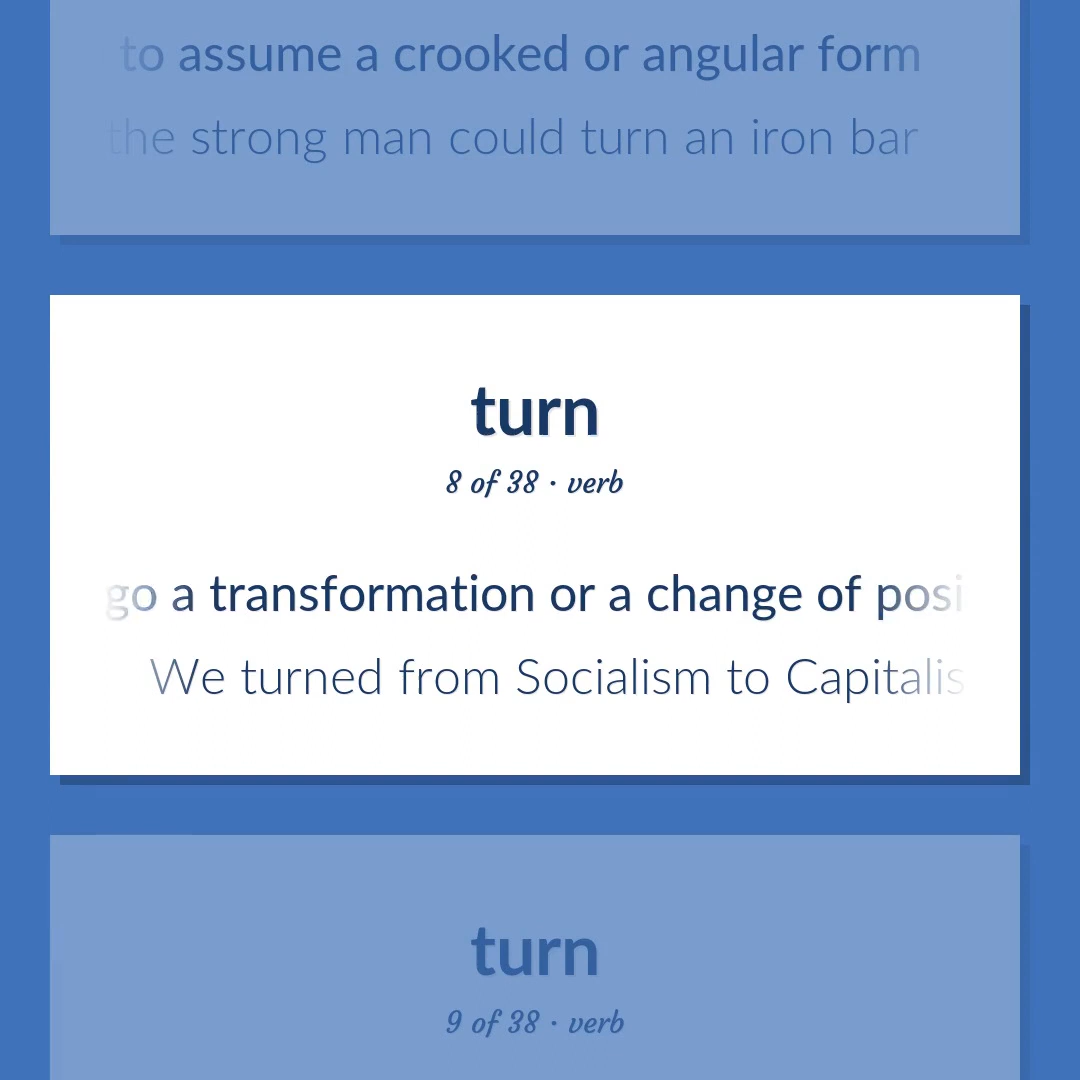 to assume a crooked or angular form
the strong man could turn an iron bar
turn
8 of 38 · verb
go a transformation or a change of posi
We turned from Socialism to Capitalis
turn
9 of 38 · verb